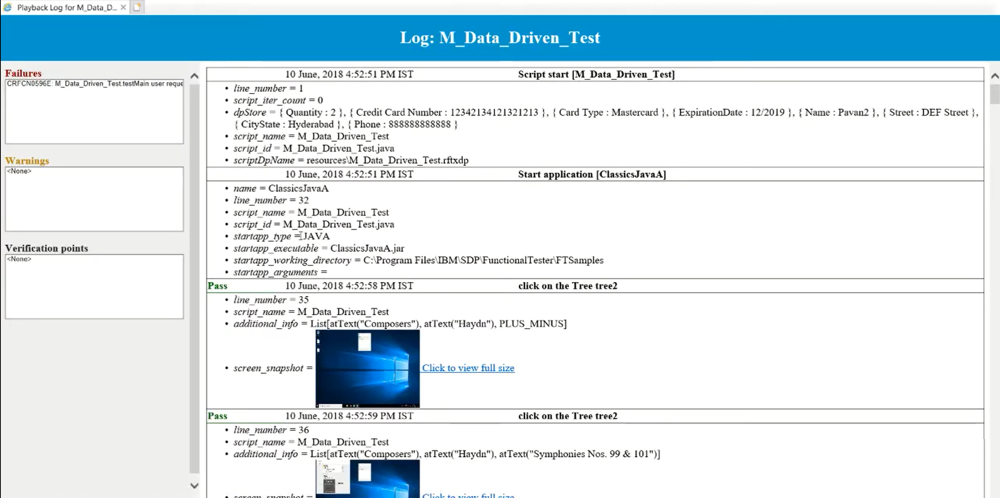 Playback Log for M_Data_D...
Log: M_Data_Driven_Test
Failures
CRFCN0596E: M_Data_Driven_Test.testMain user reque
Warnings
<None>
Verification points
<None>
10 June, 2018 4:52:51 PM IST Script start [M_Data_Driven_Test]
• line_number = 1
• script_iter_count = 0
• dpStore = { Quantity : 2 }, { Credit Card Number : 12342134121321213 }, { Card Type : Mastercard }, { ExpirationDate : 12/2019 }, { Name : Pavan2 }, { Street : DEF Street },
{ CityState : Hyderabad }, { Phone : 888888888888 }
• script_name = M_Data_Driven_Test
• script_id = M_Data_Driven_Test.java
• scriptDpName = resources\M_Data_Driven_Test.rftxdp
10 June, 2018 4:52:51 PM IST Start application [ClassicsJavaA]
• name = ClassicsJavaA
• line_number = 32
• script_name = M_Data_Driven_Test
• script_id = M_Data_Driven_Test.java
• startapp_type = JAVA
• startapp_executable = ClassicsJavaA.jar
• startapp_working_directory = C:\Program Files\IBM\SDP\FunctionalTester\FTSamples
• startapp_arguments =
Pass 10 June, 2018 4:52:58 PM IST click on the Tree tree2
• line_number = 35
• script_name = M_Data_Driven_Test
• additional_info = List[atText("Composers"), atText("Haydn"), PLUS_MINUS]
• screen_snapshot = Click to view full size
Pass 10 June, 2018 4:52:59 PM IST click on the Tree tree2
• line_number = 36
• script_name = M_Data_Driven_Test
• additional_info = List[atText("Composers"), atText("Haydn"), atText("Symphonies Nos. 99 & 101")]
• screen_snapshot = Click to view full size